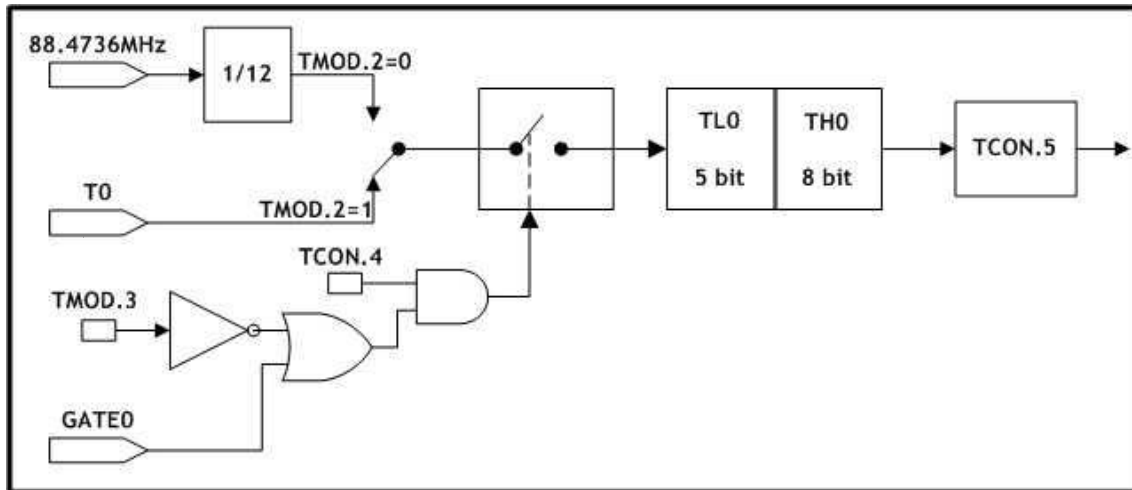 88.4736MHz
1/12
TMOD.2=0
T0
TMOD.2=1
TL0
5 bit
TH0
8 bit
TCON.5
TCON.4
TMOD.3
GATE0